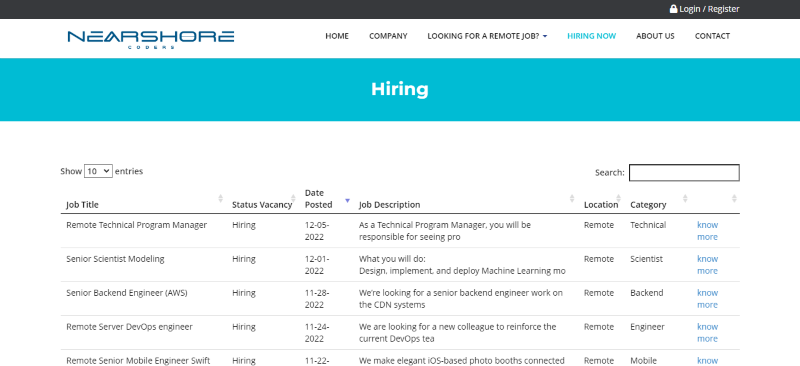 Login / Register
NEARSHORE
CODERS
HOME COMPANY LOOKING FOR A REMOTE JOB? HIRING NOW ABOUT US CONTACT
Hiring
Show 10 entries Search:
Date
Job Title Status Vacancy Posted Job Description Location Category
Remote Technical Program Manager Hiring 12-05- As a Technical Program Manager, you will be Remote Technical know
2022 responsible for seeing pro more
Senior Scientist Modeling Hiring 12-01- What you will do: Remote Scientist know
2022 Design, implement, and deploy Machine Learning mo more
Senior Backend Engineer (AWS) Hiring 11-28- We’re looking for a senior backend engineer work on Remote Backend know
2022 the CDN systems more
Remote Server DevOps engineer Hiring 11-24- We are looking for a new colleague to reinforce the Remote Engineer know
2022 current DevOps tea more
Remote Senior Mobile Engineer Swift Hiring 11-22- We make elegant iOS-based photo booths connected Remote Mobile know